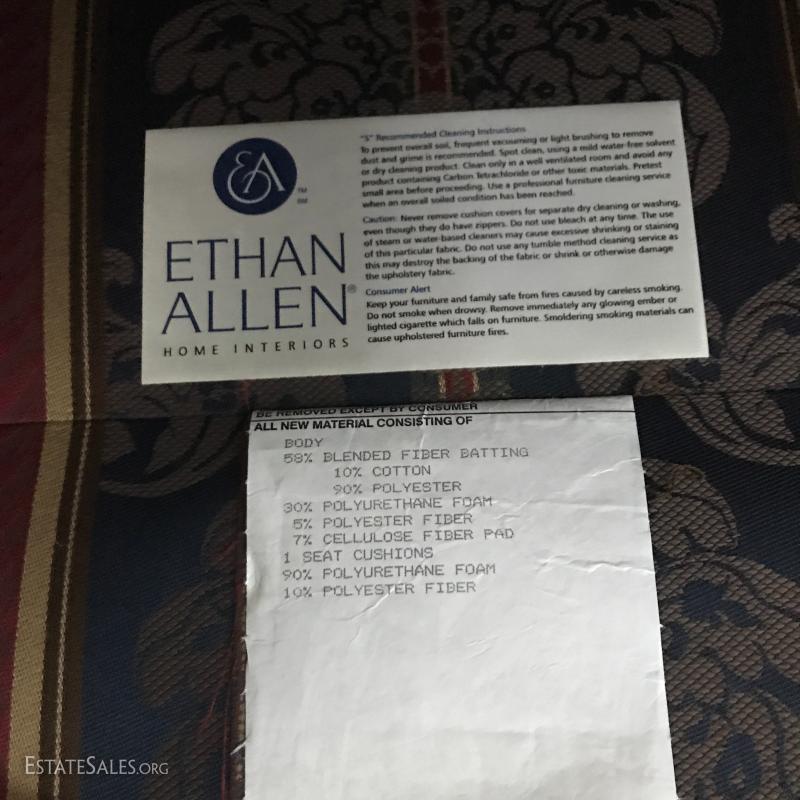 EA
TM
SM
ETHAN
ALLEN®
HOME INTERIORS
"S" Recommended Cleaning Instructions
To prevent overall soil, frequent vacuuming or light brushing to remove
dust and grime is recommended. Spot clean, using a mild water-free solvent
or dry cleaning product. Clean only in a well ventilated room and avoid any
product containing Carbon Tetrachloride or other toxic materials. Pretest
small area before proceeding. Use a professional furniture cleaning service
when an overall soiled condition has been reached.
Caution: Never remove cushion covers for separate dry cleaning or washing,
even though they do have zippers. Do not use bleach at any time. The use
of steam or water-based cleaners may cause excessive shrinking or staining
of this particular fabric. Do not use any tumble method cleaning service as
this may destroy the backing of the fabric or shrink or otherwise damage
the upholstery fabric.
Consumer Alert
Keep your furniture and family safe from fires caused by careless smoking.
Do not smoke when drowsy. Remove immediately any glowing ember or
lighted cigarette which falls on furniture. Smoldering smoking materials can
cause upholstered furniture fires.
BE REMOVED EXCEPT BY CONSUMER
ALL NEW MATERIAL CONSISTING OF
BODY
58% BLENDED FIBER BATTING
10% COTTON
90% POLYESTER
30% POLYURETHANE FOAM
5% POLYESTER FIBER
7% CELLULOSE FIBER PAD
1 SEAT CUSHIONS
90% POLYURETHANE FOAM
10% POLYESTER FIBER
ESTATESALES.ORG